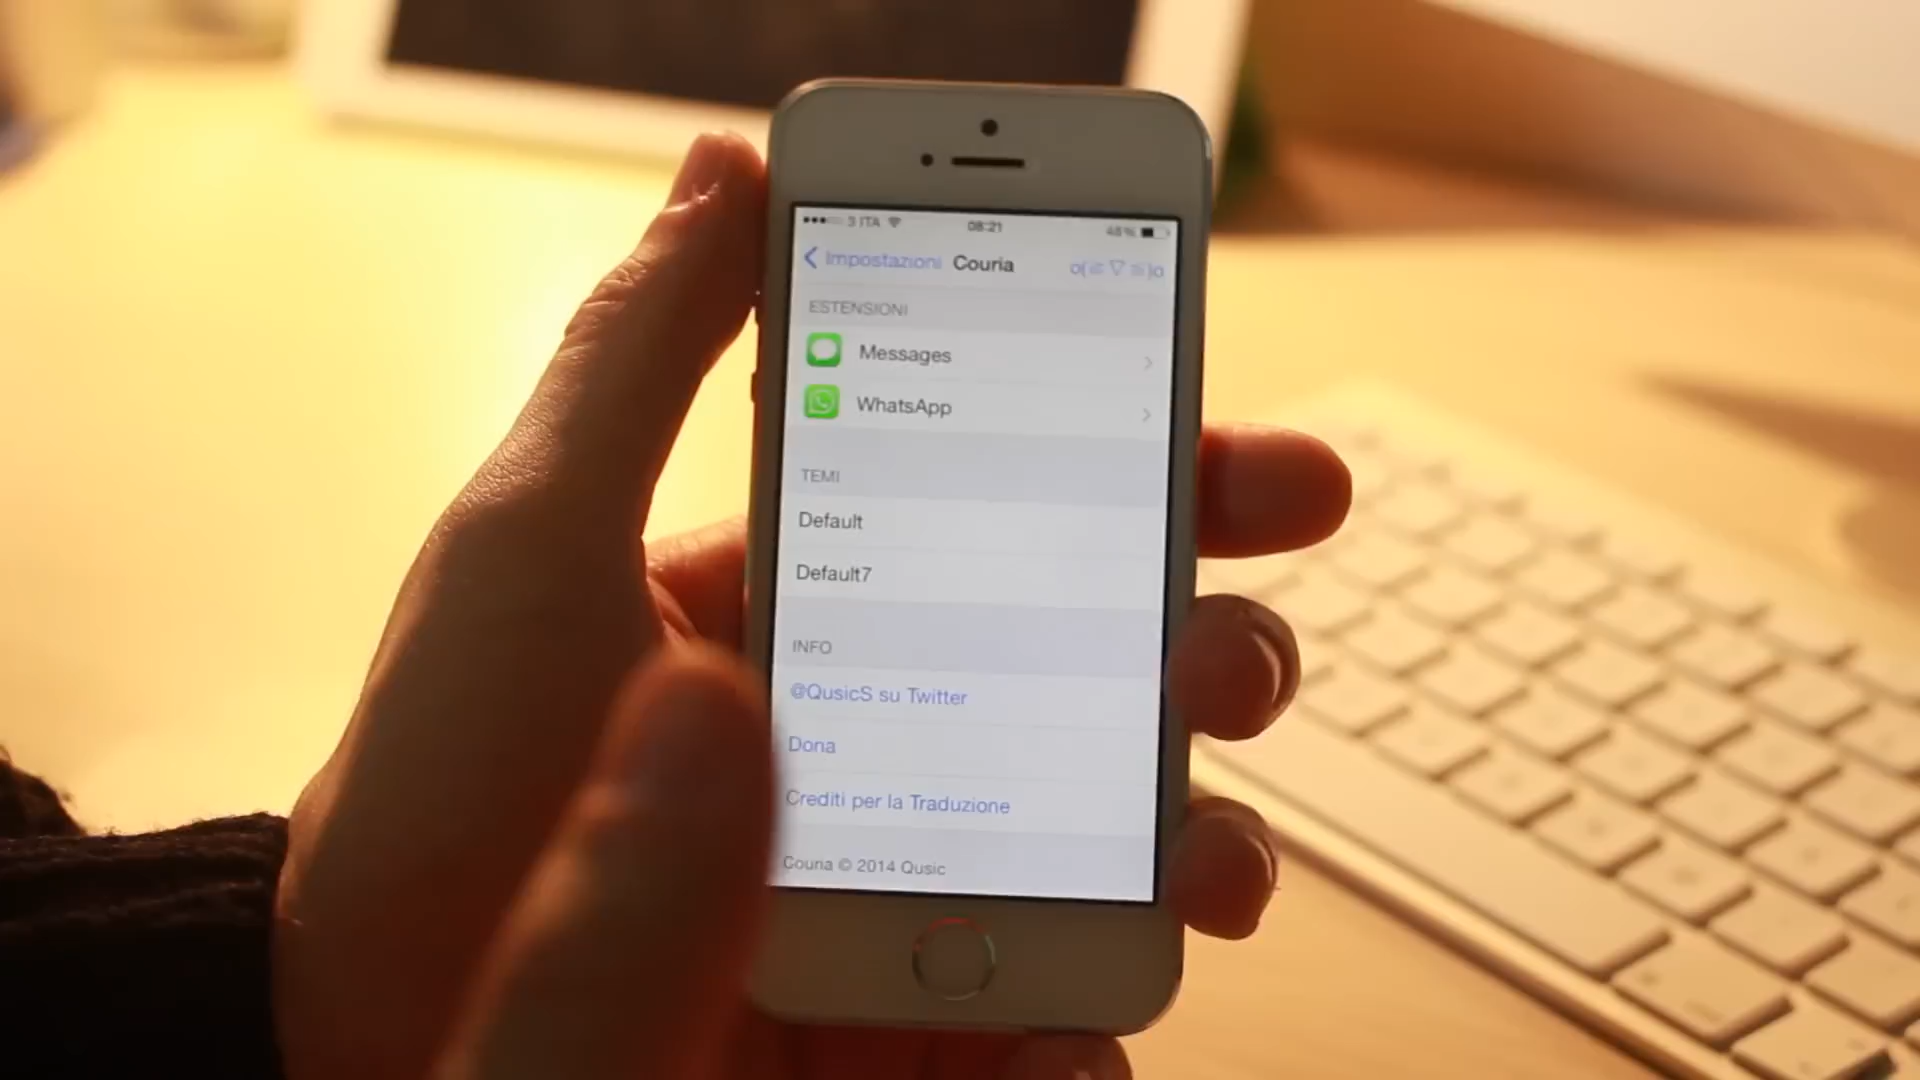 3 ITA 08:21 48%
Impostazioni Couria o(≧▽≦)o
ESTENSIONI
Messages
WhatsApp
TEMI
Default
Default7
INFO
@QusicS su Twitter
Dona
Crediti per la Traduzione
Couria © 2014 Qusic